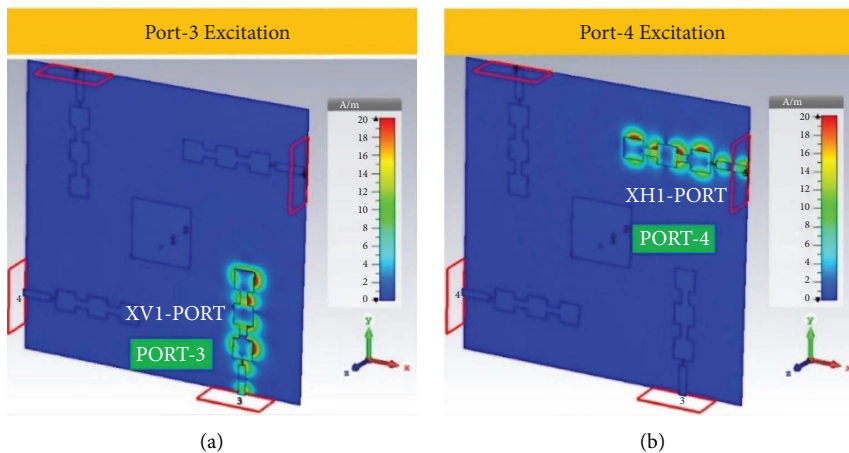 Port-3 Excitation
Port-4 Excitation
A/m
20
18
16
14
12
10
8
6
4
2
0
XV1-PORT
PORT-3
4
3
y
x
z
A/m
20
18
16
14
12
10
8
6
4
2
0
XH1-PORT
PORT-4
4
3
y
x
z
(a)
(b)